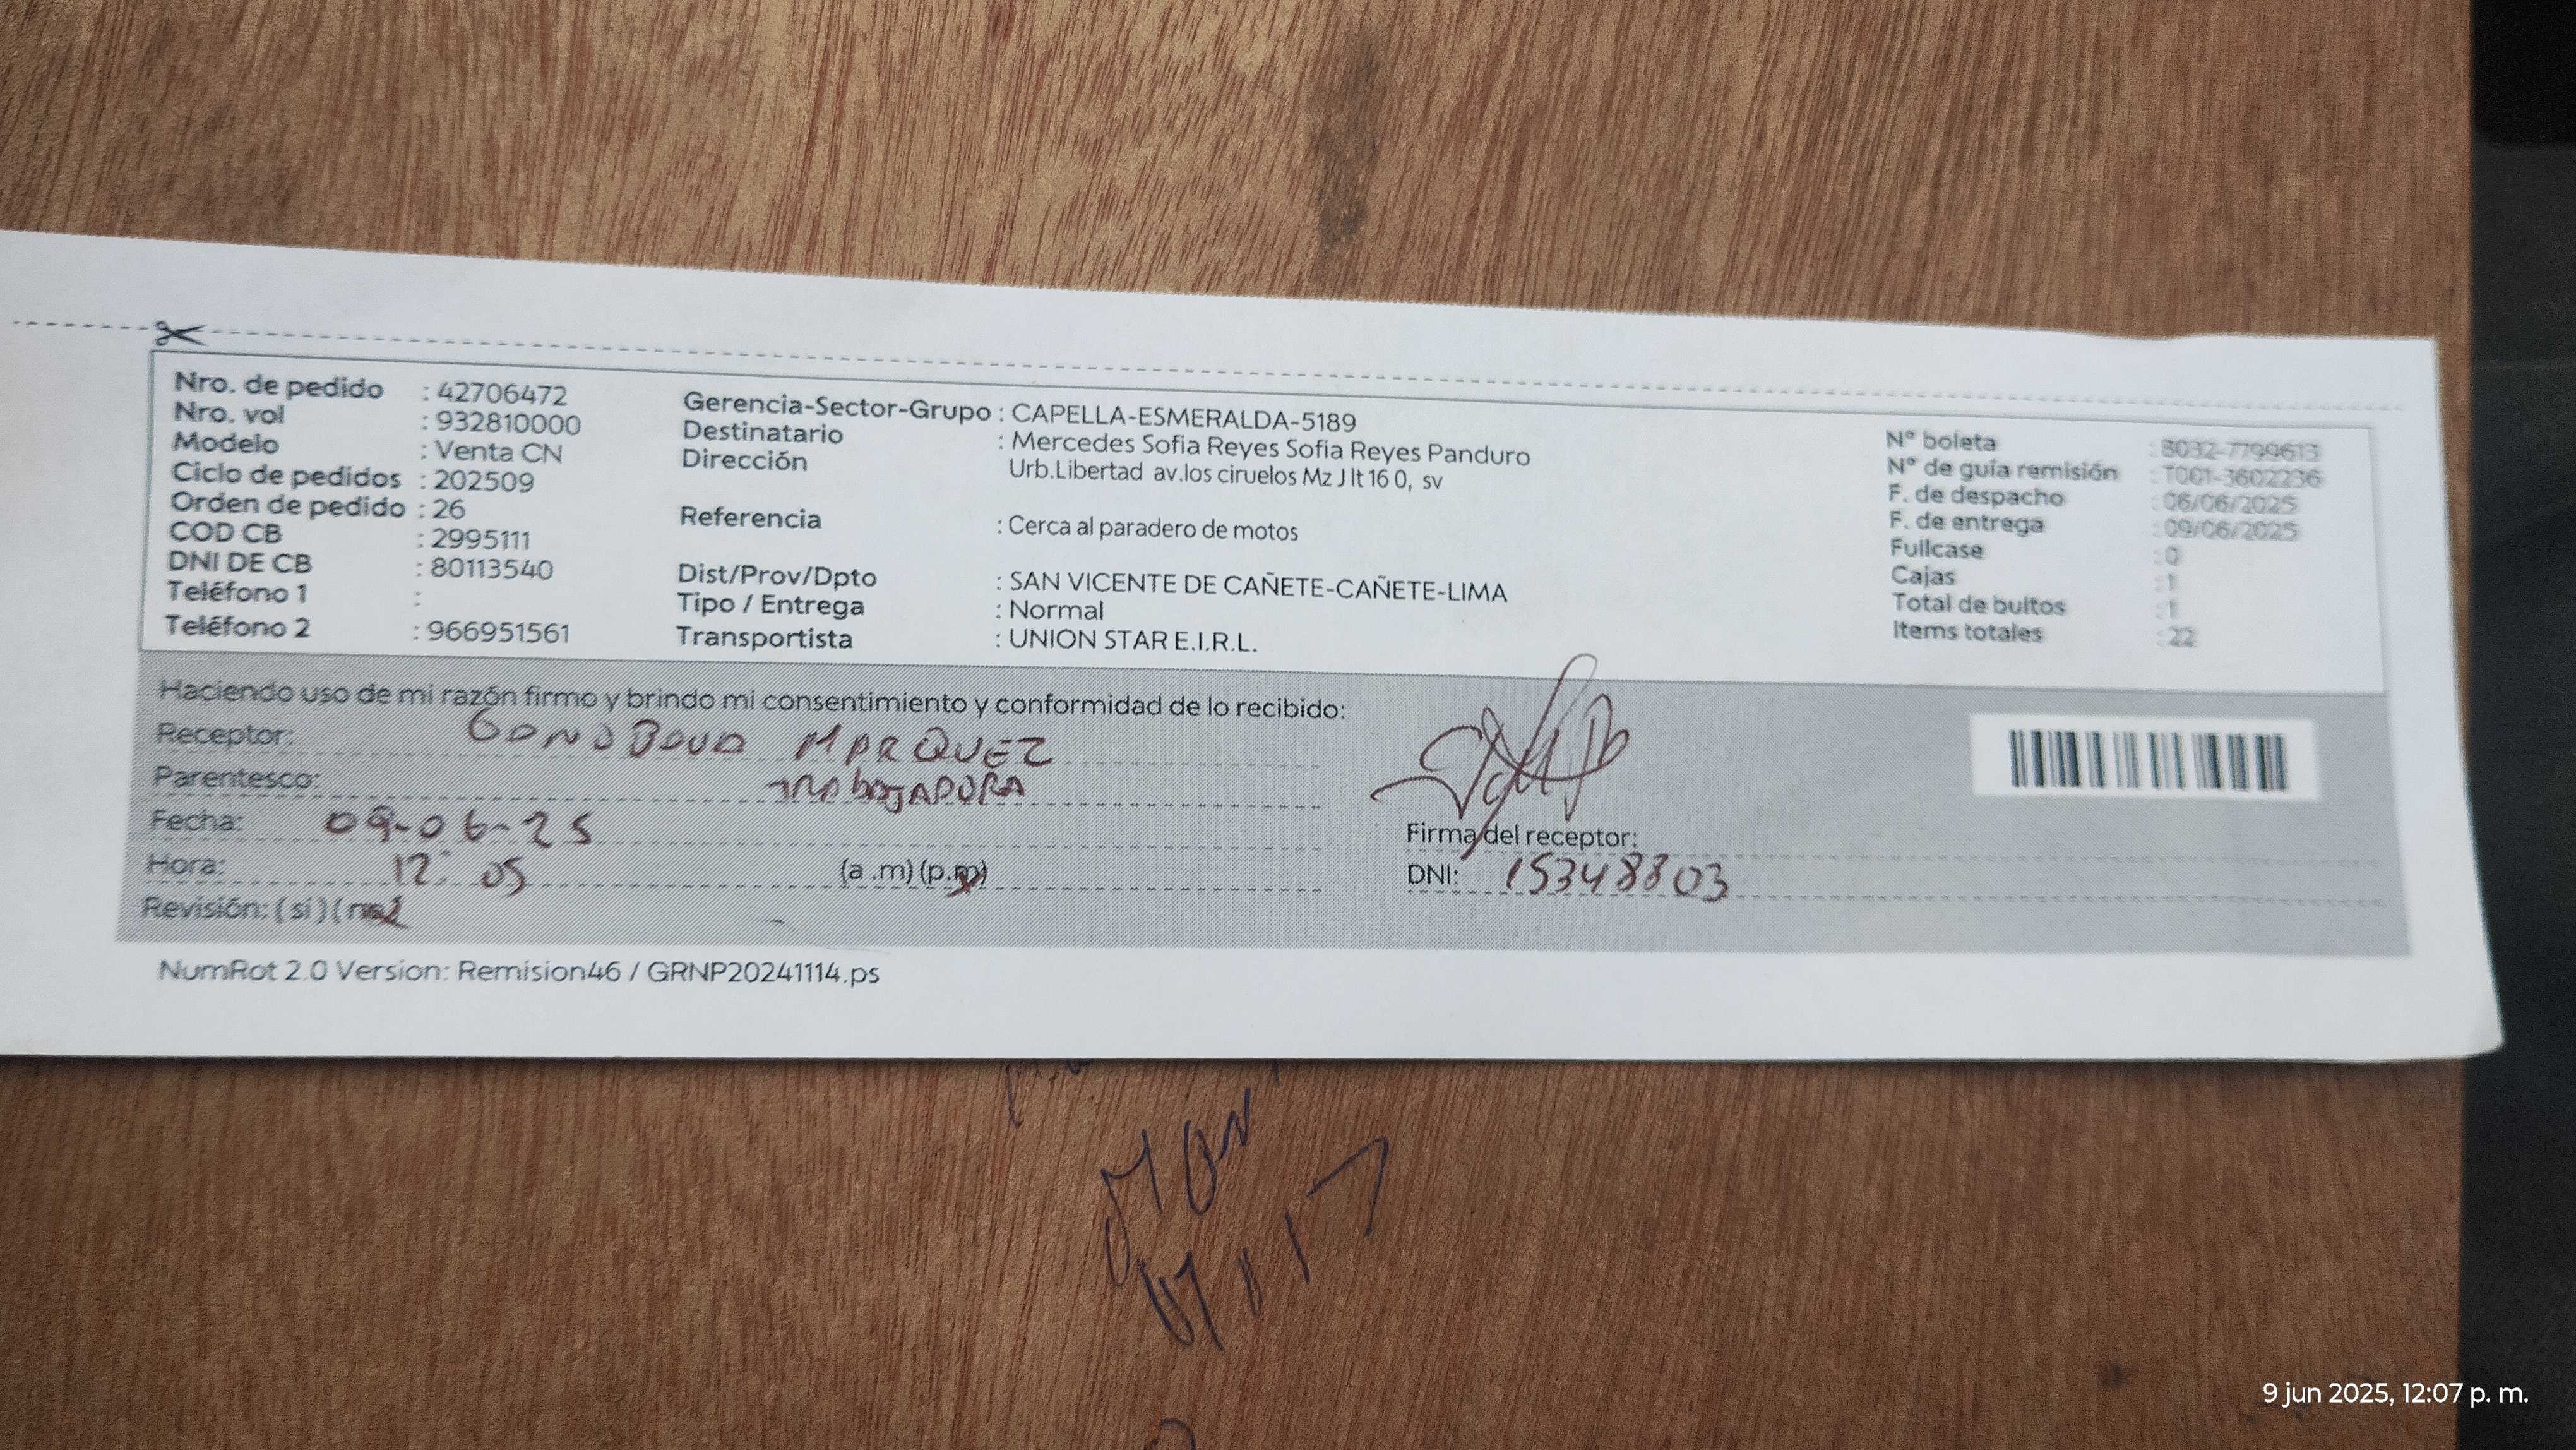 Nro. de pedido : 42706472
Nro. vol : 932810000
Modelo : Venta CN
Ciclo de pedidos : 202509
Orden de pedido : 26
COD CB : 2995111
DNI DE CB : 80113540
Teléfono 1 :
Teléfono 2 : 966951561
Gerencia-Sector-Grupo : CAPELLA-ESMERALDA-5189
Destinatario : Mercedes Sofia Reyes Sofia Reyes Panduro
Dirección Urb.Libertad av.los ciruelos Mz J lt 16 0, sv
Referencia : Cerca al paradero de motos
Dist/Prov/Dpto : SAN VICENTE DE CAÑETE-CAÑETE-LIMA
Tipo / Entrega : Normal
Transportista : UNION STAR E.I.R.L.
N° boleta : B032-7799613
N° de guía remisión : T001-3602236
F. de despacho : 06/06/2025
F. de entrega : 09/06/2025
Fullcase : 0
Cajas : 1
Total de bultos : 1
Items totales : 22
Haciendo uso de mi razón firmo y brindo mi consentimiento y conformidad de lo recibido:
Receptor: MARQUEZ
Parentesco: TRABAJADORA
Fecha: 09-06-25
Hora: 12:05 (a .m) (p.m)
Revisión: ( si ) ( no )
Firma del receptor:
DNI: 15348803
NumRot 2.0 Version: Remision46 / GRNP20241114.ps
9 jun 2025, 12:07 p. m.